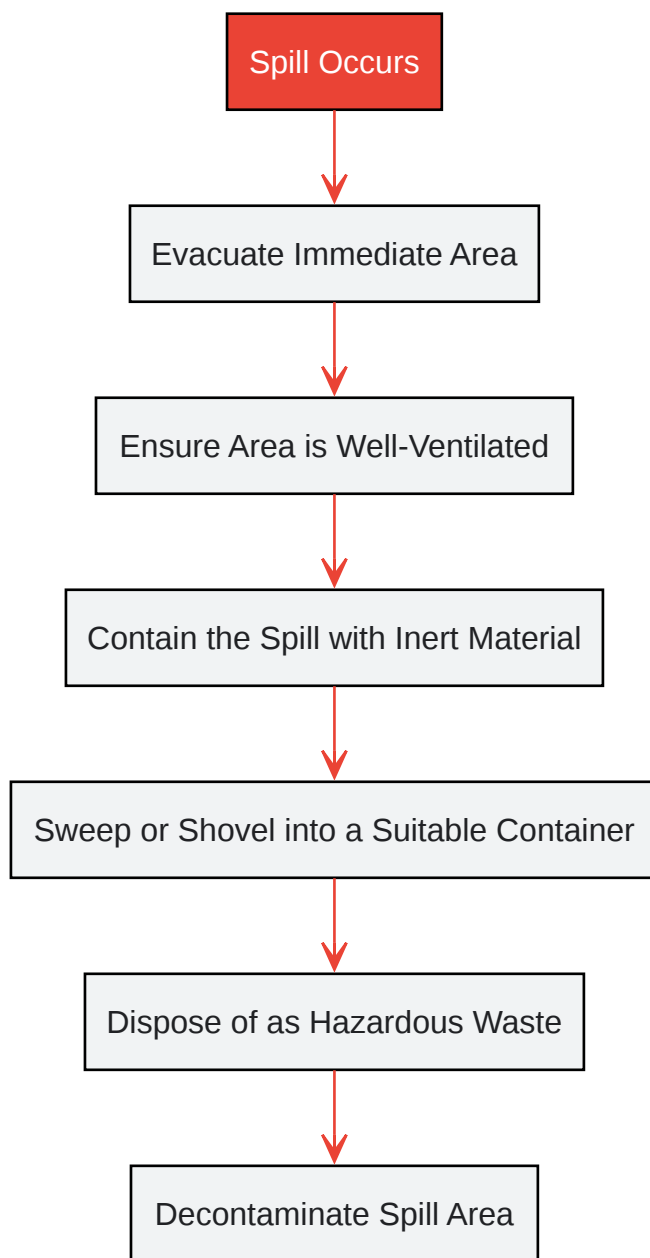 Spill Occurs
Evacuate Immediate Area
Ensure Area is Well-Ventilated
Contain the Spill with Inert Material
Sweep or Shovel into a Suitable Container
Dispose of as Hazardous Waste
Decontaminate Spill Area